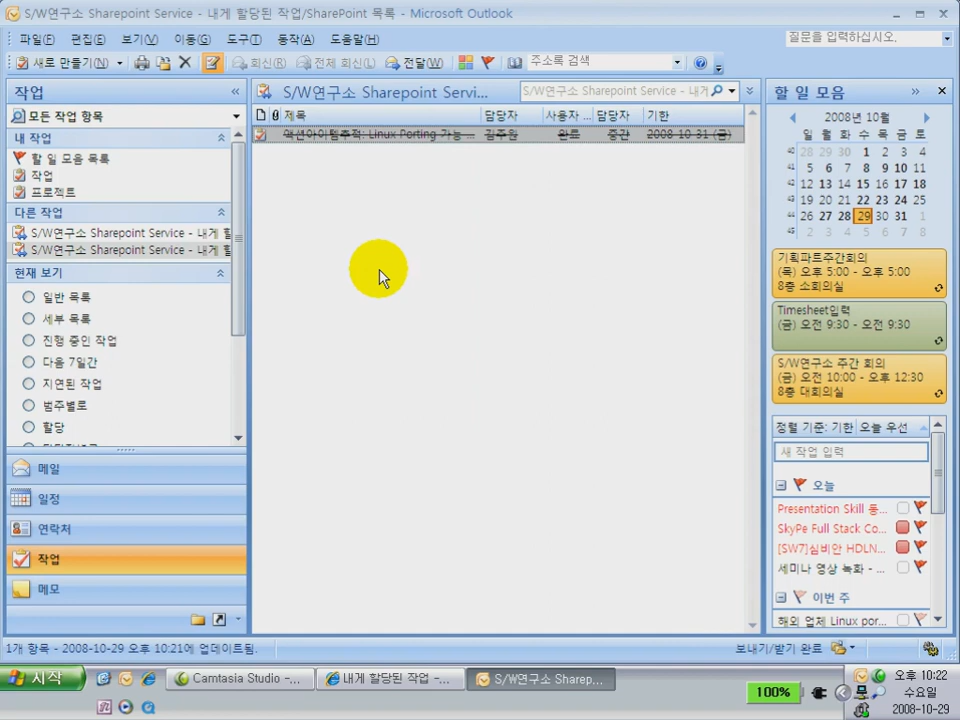 S/W연구소 Sharepoint Service - 내게 할당된 작업/SharePoint 목록 - Microsoft Outlook
파일(F) 편집(E) 보기(V) 이동(G) 도구(T) 동작(A) 도움말(H)
질문을 입력하십시오.
새로 만들기(N) 회신(R) 전체 회신(L) 전달(W) 주소록 검색
작업 «
모든 작업 항목
내 작업
할 일 모음 목록
작업
프로젝트
다른 작업
S/W연구소 Sharepoint Service - 내게 할
S/W연구소 Sharepoint Service - 내게 할
현재 보기
일반 목록
세부 목록
진행 중인 작업
다음 7일간
지연된 작업
범주별로
할당
메일
일정
연락처
작업
메모
S/W연구소 Sharepoint Servi...
S/W연구소 Sharepoint Service - 내거
제목 담당자 사용자 ... 담당자 기한
액션아이템추적: Linux Porting 가능 ... 김주원 완료 중간 2008-10-31 (금)
할 일 모음 »
2008년 10월
일 월 화 수 목 금 토
40 28 29 30 1 2 3 4
41 5 6 7 8 9 10 11
42 12 13 14 15 16 17 18
43 19 20 21 22 23 24 25
44 26 27 28 29 30 31 1
45 2 3 4 5 6 7 8
기획파트주간회의
(목) 오후 5:00 - 오후 5:00
8층 소회의실
Timesheet입력
(금) 오전 9:30 - 오전 9:30
S/W연구소 주간 회의
(금) 오전 10:00 - 오후 12:30
8층 대회의실
정렬 기준: 기한 오늘 우선
새 작업 입력
오늘
Presentation Skill 동...
SkyPe Full Stack Co...
[SW7]심비안 HDLN...
세미나 영상 녹화 - ...
이번 주
해외 업체 Linux por...
1개 항목 - 2008-10-29 오후 10:21에 업데이트됨.
보내기/받기 완료
시작
Camtasia Studio -...
내게 할당된 작업 -...
S/W연구소 Sharep...
100%
오후 10:22
수요일
2008-10-29